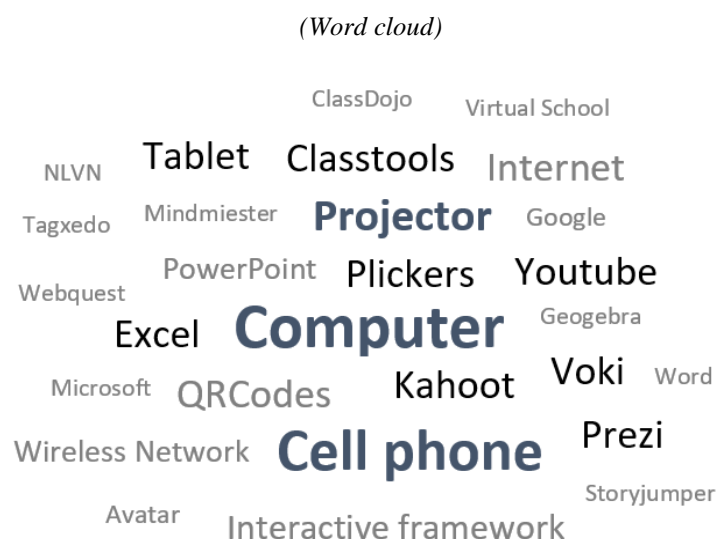 (Word cloud)
ClassDojo
Virtual School
Tablet
Classtools
Internet
NLVN
Mindmiester
Projector
Google
Tagxedo
PowerPoint
Plickers
Youtube
Webquest
Excel
Computer
Geogebra
Microsoft
QRCodes
Kahoot
Voki
Word
Wireless Network
Cell phone
Prezi
Storyjumper
Avatar
Interactive framework